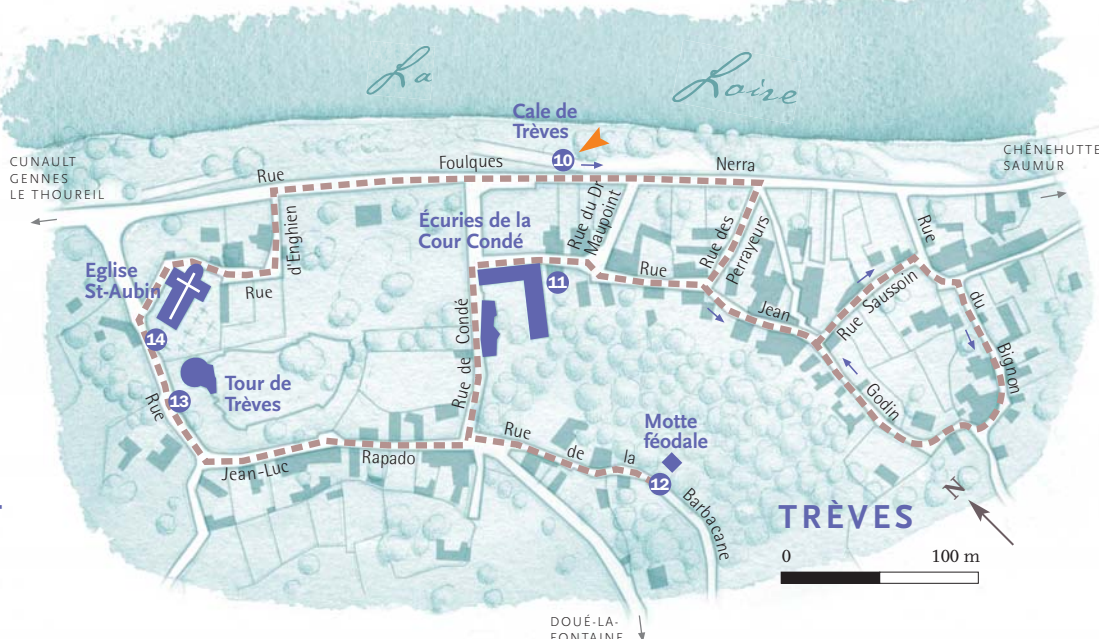 La Loire
Cale de
Trèves
10
CUNAULT
GENNES
LE THOUREIL
CHÊNEHUTTE
SAUMUR
Rue Foulques Nerra
Rue d'Enghien
Écuries de la
Cour Condé
11
Rue du Dr
Maupoint
Rue des
Perrayeurs
Rue Jean Godin
Rue Saussoin
Rue du Bignon
Eglise
St-Aubin
14
13
Tour de
Trèves
Rue de Condé
Rue Jean-Luc Rapado
Rue de la Barbacane
Motte
féodale
12
TRÈVES
N
0 100 m
DOUÉ-LA-
FONTAINE